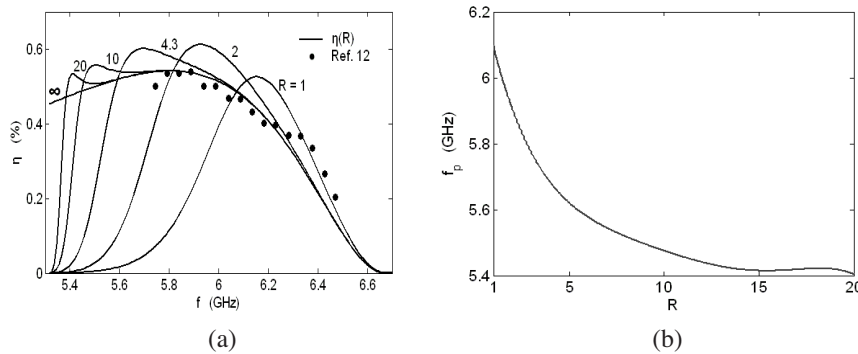 η(R)
Ref. 12
∞
20
10
4.3
2
R = 1
η (%)
0.6
0.4
0.2
0
5.4 5.6 5.8 6 6.2 6.4 6.6
f (GHz)
(a)
f_p (GHz)
6.2
6
5.8
5.6
5.4
1 5 10 15 20
R
(b)